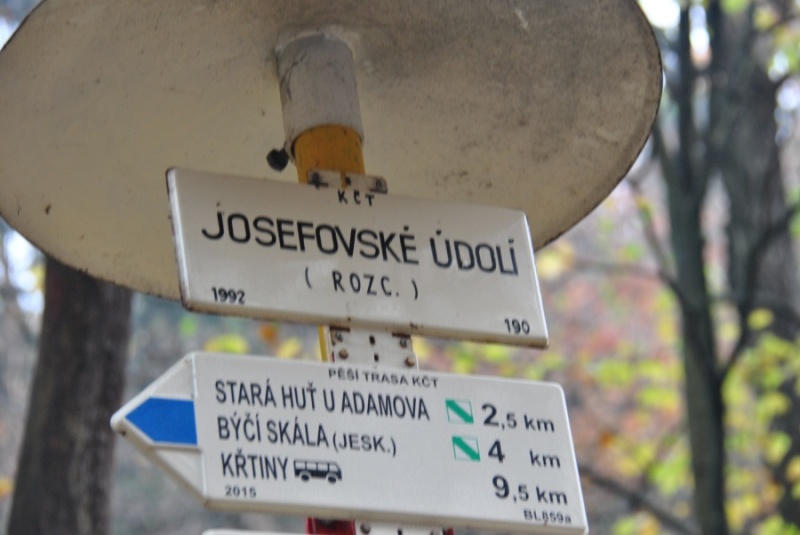 KČT
JOSEFOVSKÉ ÚDOLÍ
( ROZC. )
1992 190
PĚŠÍ TRASA KČT
STARÁ HUŤ U ADAMOVA 2,5 km
BÝČÍ SKÁLA (JESK.) 4 km
KŘTINY 9,5 km
2015 BL859a